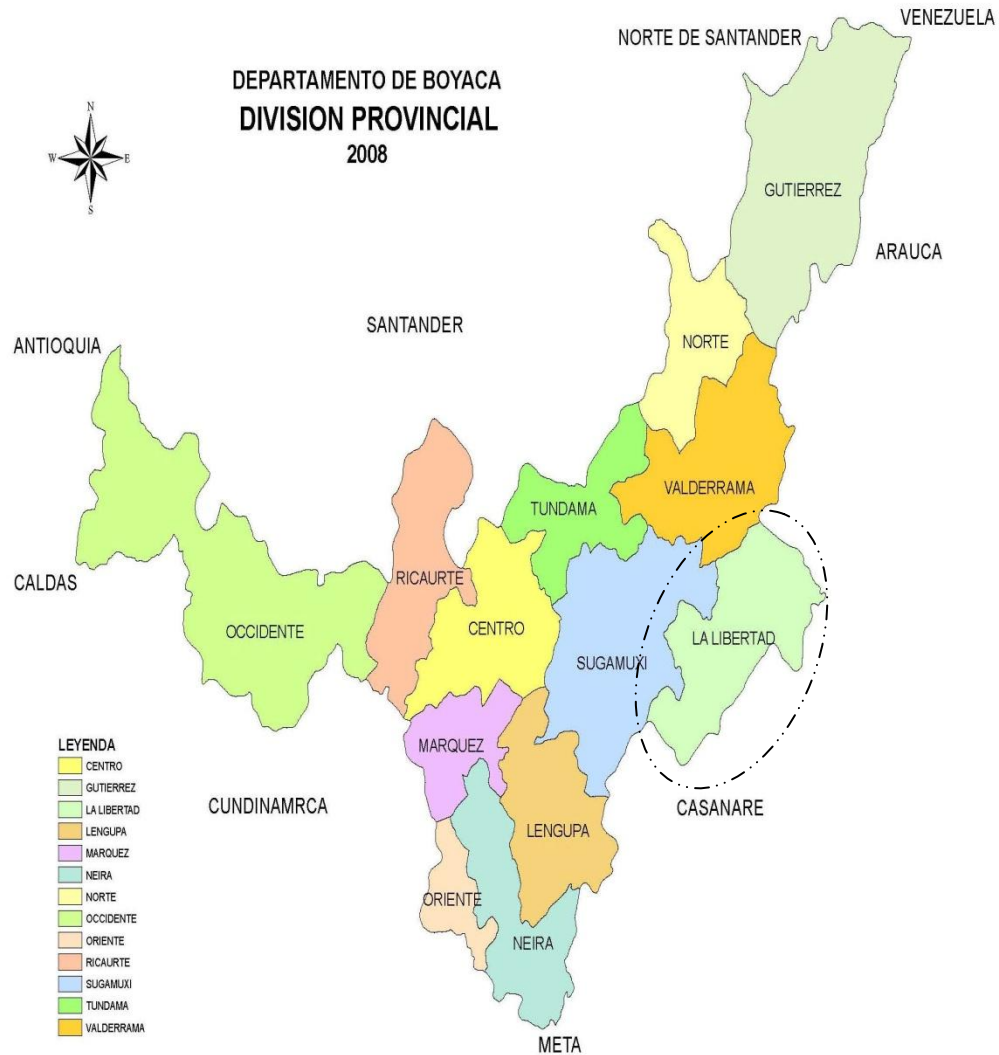 VENEZUELA
NORTE DE SANTANDER
DEPARTAMENTO DE BOYACA
DIVISION PROVINCIAL
2008
N
W E
S
GUTIERREZ
ARAUCA
SANTANDER
NORTE
ANTIOQUIA
VALDERRAMA
TUNDAMA
CALDAS
RICAURTE
OCCIDENTE
CENTRO
LA LIBERTAD
SUGAMUXI
MARQUEZ
LEYENDA
CENTRO
GUTIERREZ
LA LIBERTAD
LENGUPA
MARQUEZ
NEIRA
NORTE
OCCIDENTE
ORIENTE
RICAURTE
SUGAMUXI
TUNDAMA
VALDERRAMA
CUNDINAMRCA
CASANARE
LENGUPA
ORIENTE
NEIRA
META